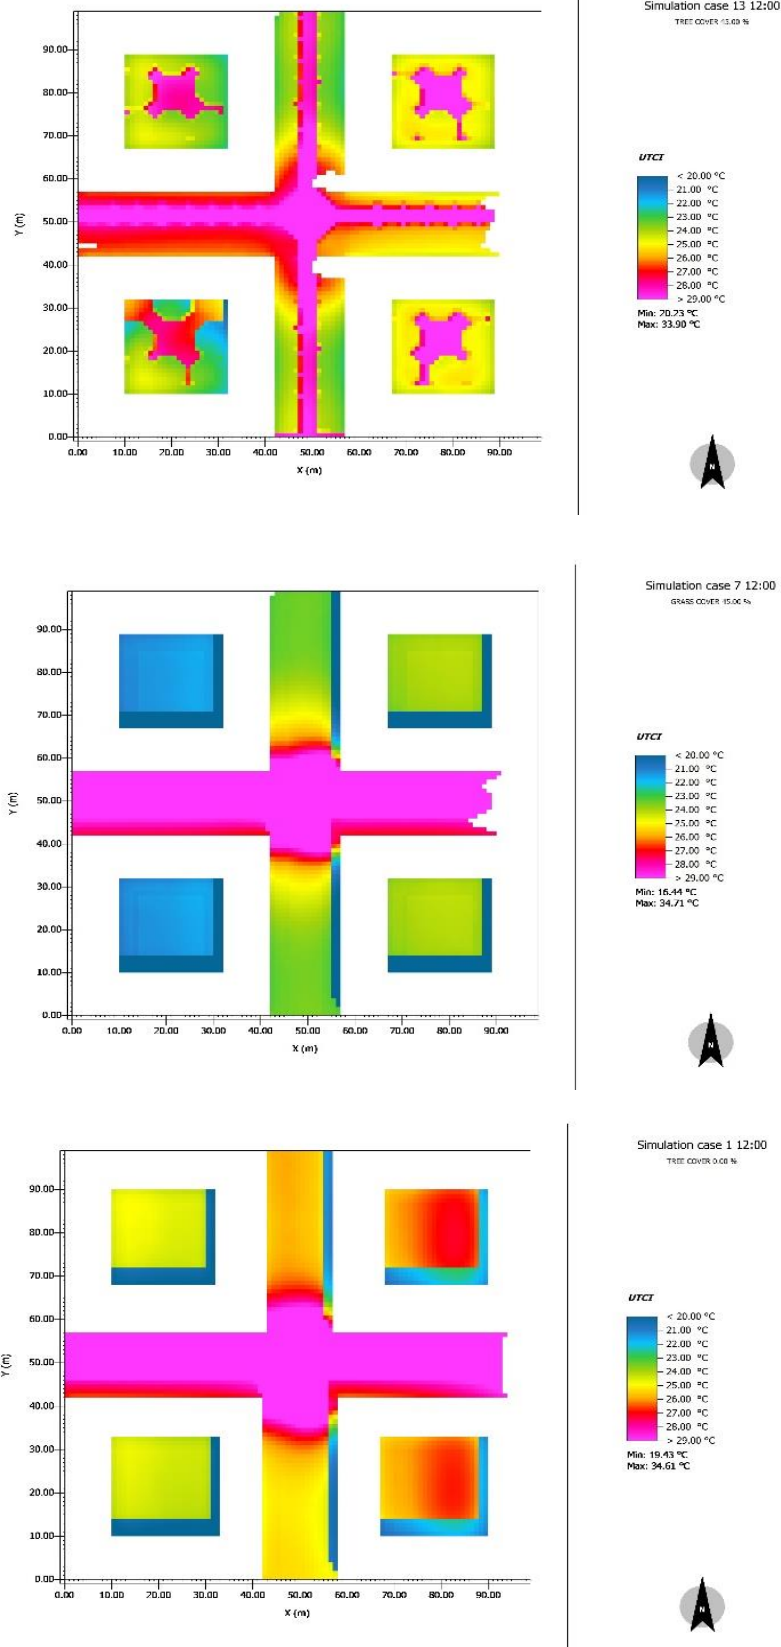 Simulation case 13 12:00
TREE COVER 15.00 %
90.00
80.00
70.00
60.00
50.00
40.00
30.00
20.00
10.00
0.00
Y (m)
0.00 10.00 20.00 30.00 40.00 50.00 60.00 70.00 80.00 90.00
X (m)
UTCI
< 20.00 °C
21.00 °C
22.00 °C
23.00 °C
24.00 °C
25.00 °C
26.00 °C
27.00 °C
28.00 °C
> 29.00 °C
Min: 20.23 °C
Max: 33.90 °C
N
Simulation case 7 12:00
GRASS COVER 15.00 %
90.00
80.00
70.00
60.00
50.00
40.00
30.00
20.00
10.00
0.00
Y (m)
0.00 10.00 20.00 30.00 40.00 50.00 60.00 70.00 80.00 90.00
X (m)
UTCI
< 20.00 °C
21.00 °C
22.00 °C
23.00 °C
24.00 °C
25.00 °C
26.00 °C
27.00 °C
28.00 °C
> 29.00 °C
Min: 16.44 °C
Max: 34.71 °C
N
Simulation case 1 12:00
TREE COVER 0.00 %
90.00
80.00
70.00
60.00
50.00
40.00
30.00
20.00
10.00
0.00
Y (m)
0.00 10.00 20.00 30.00 40.00 50.00 60.00 70.00 80.00 90.00
X (m)
UTCI
< 20.00 °C
21.00 °C
22.00 °C
23.00 °C
24.00 °C
25.00 °C
26.00 °C
27.00 °C
28.00 °C
> 29.00 °C
Min: 19.43 °C
Max: 34.61 °C
N